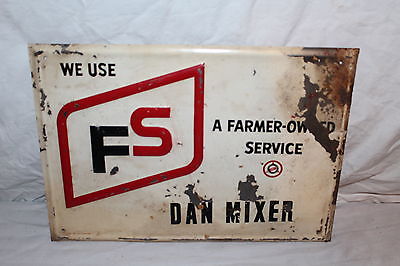 WE USE
FS
A FARMER-OWNED
SERVICE
DAN MIXER